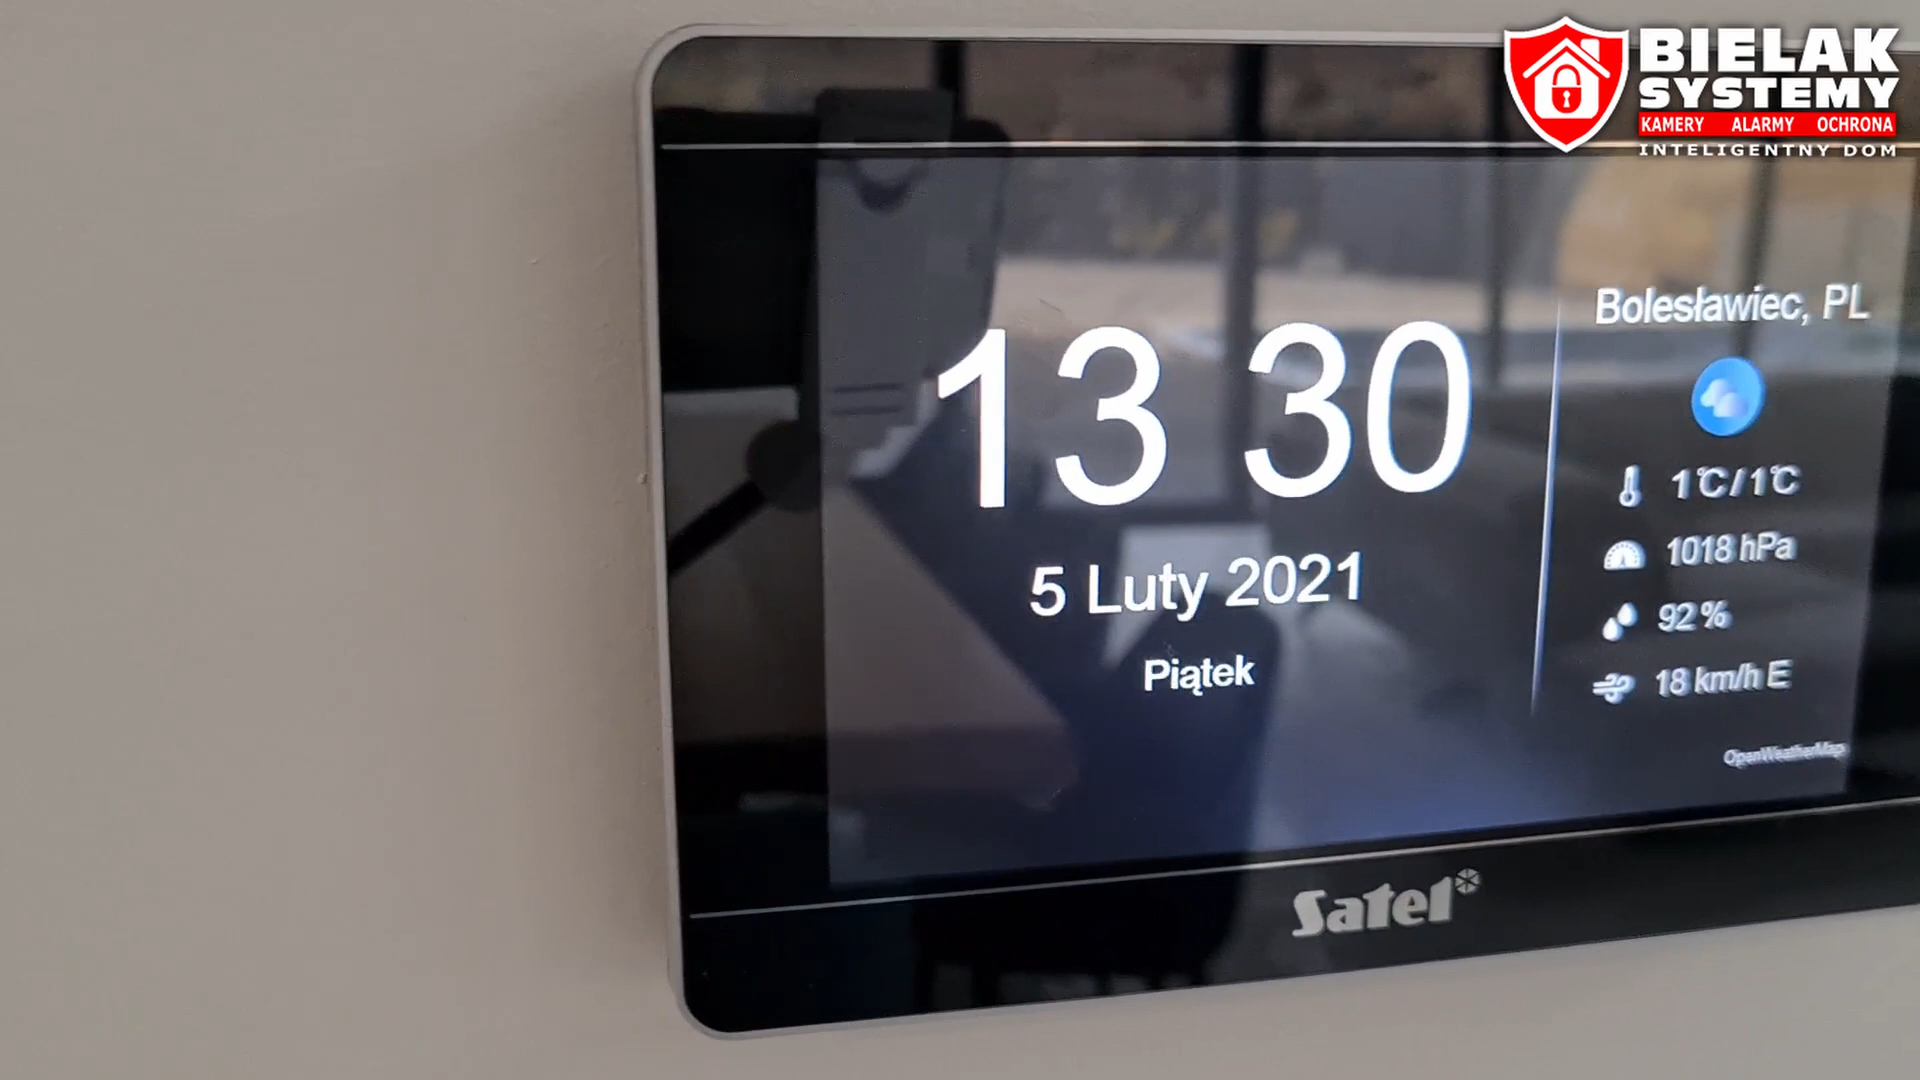 BIELAK
SYSTEMY
KAMERY ALARMY OCHRONA
INTELIGENTNY DOM
13 30
5 Luty 2021
Piątek
Bolesławiec, PL
1°C/1°C
1018 hPa
92 %
18 km/h E
OpenWeatherMap
Satel